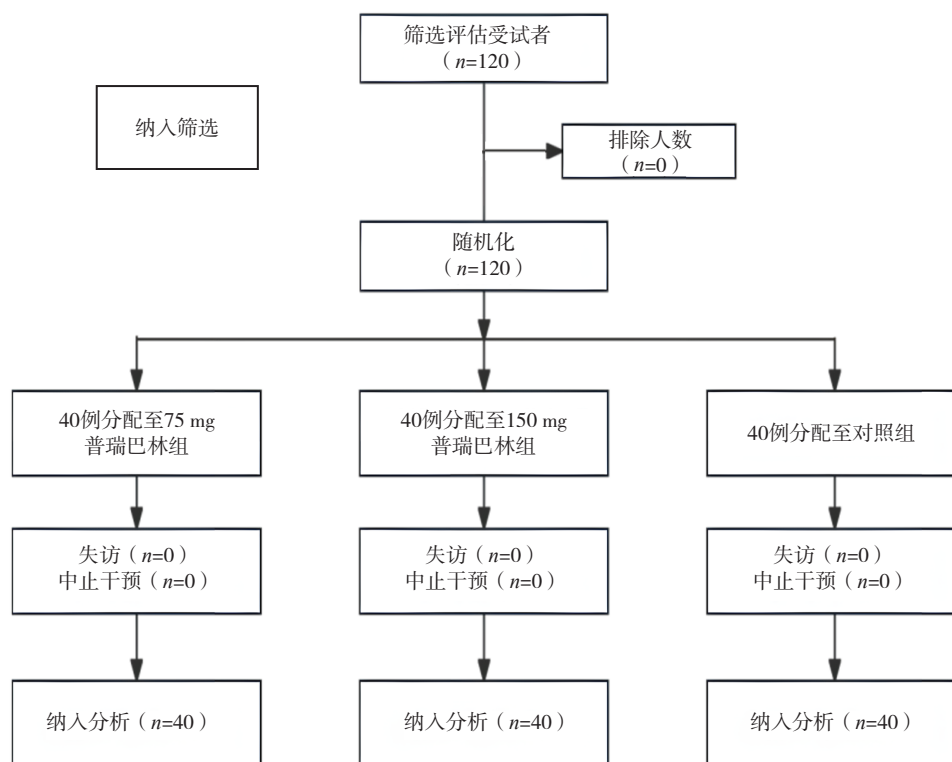 筛选评估受试者
（n=120）
纳入筛选
排除人数
（n=0）
随机化
（n=120）
40例分配至75 mg
普瑞巴林组
40例分配至150 mg
普瑞巴林组
40例分配至对照组
失访（n=0）
中止干预（n=0）
失访（n=0）
中止干预（n=0）
失访（n=0）
中止干预（n=0）
纳入分析（n=40）
纳入分析（n=40）
纳入分析（n=40）